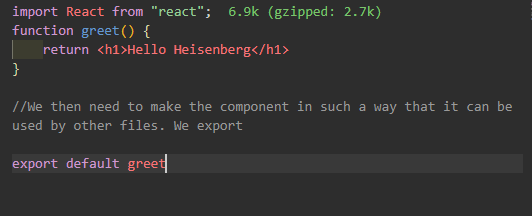 import React from "react";  6.9k (gzipped: 2.7k)
function greet() {
    return <h1>Hello Heisenberg</h1>
}
//We then need to make the component in such a way that it can be
used by other files. We export
export default greet